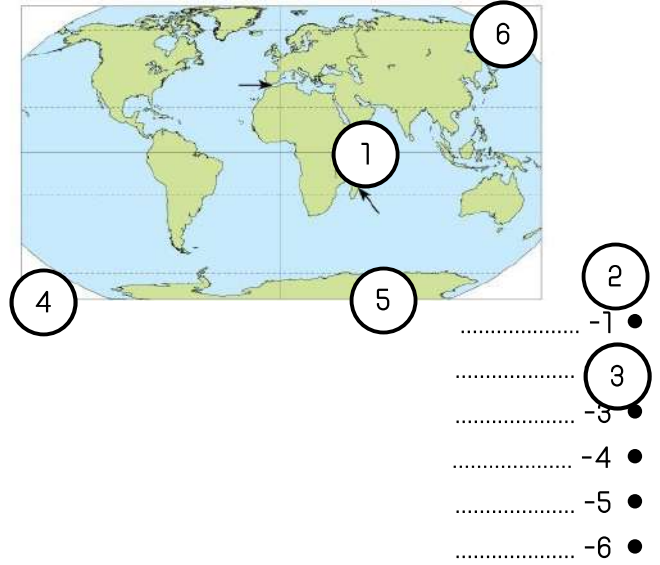 6
1
2
4
5
.................... -1 ●
.................... 3
.................... -3 ●
.................... -4 ●
.................... -5 ●
.................... -6 ●